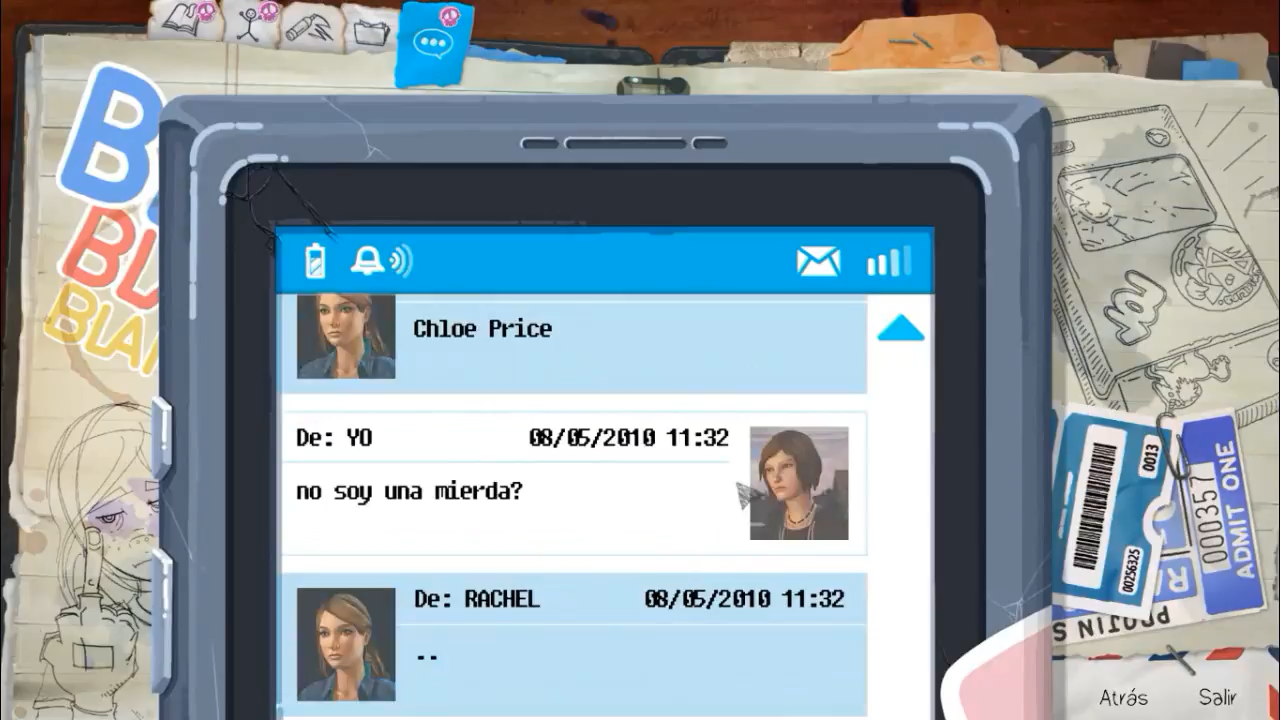 Chloe Price
De: YO 08/05/2010 11:32
no soy una mierda?
De: RACHEL 08/05/2010 11:32
--
0013
00256325
000357
ADMIT ONE
Atrás Salir